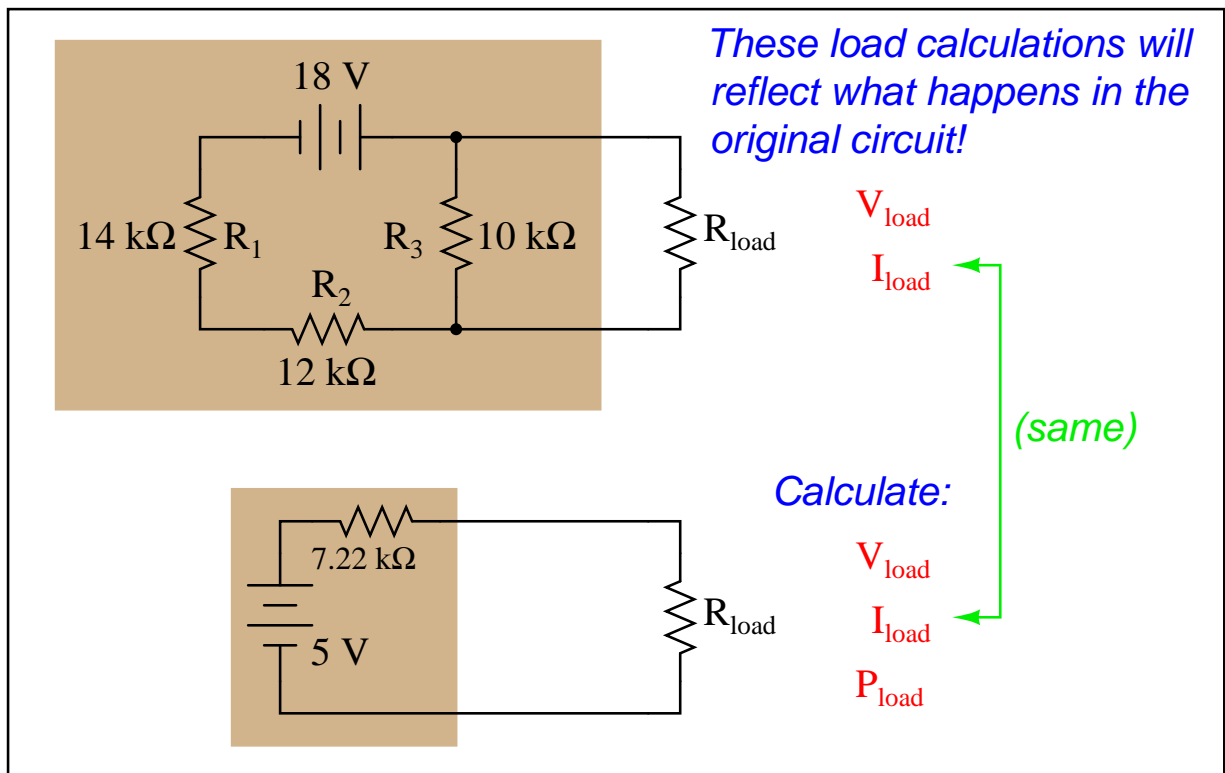 These load calculations will
reflect what happens in the
original circuit!
18 V
14 kΩ
R1
R3
10 kΩ
Rload
R2
12 kΩ
Vload
Iload
(same)
Calculate:
7.22 kΩ
5 V
Rload
Vload
Iload
Pload